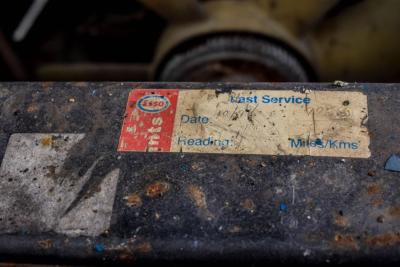 Esso
Last Service
Date:
Reading: Miles/Kms